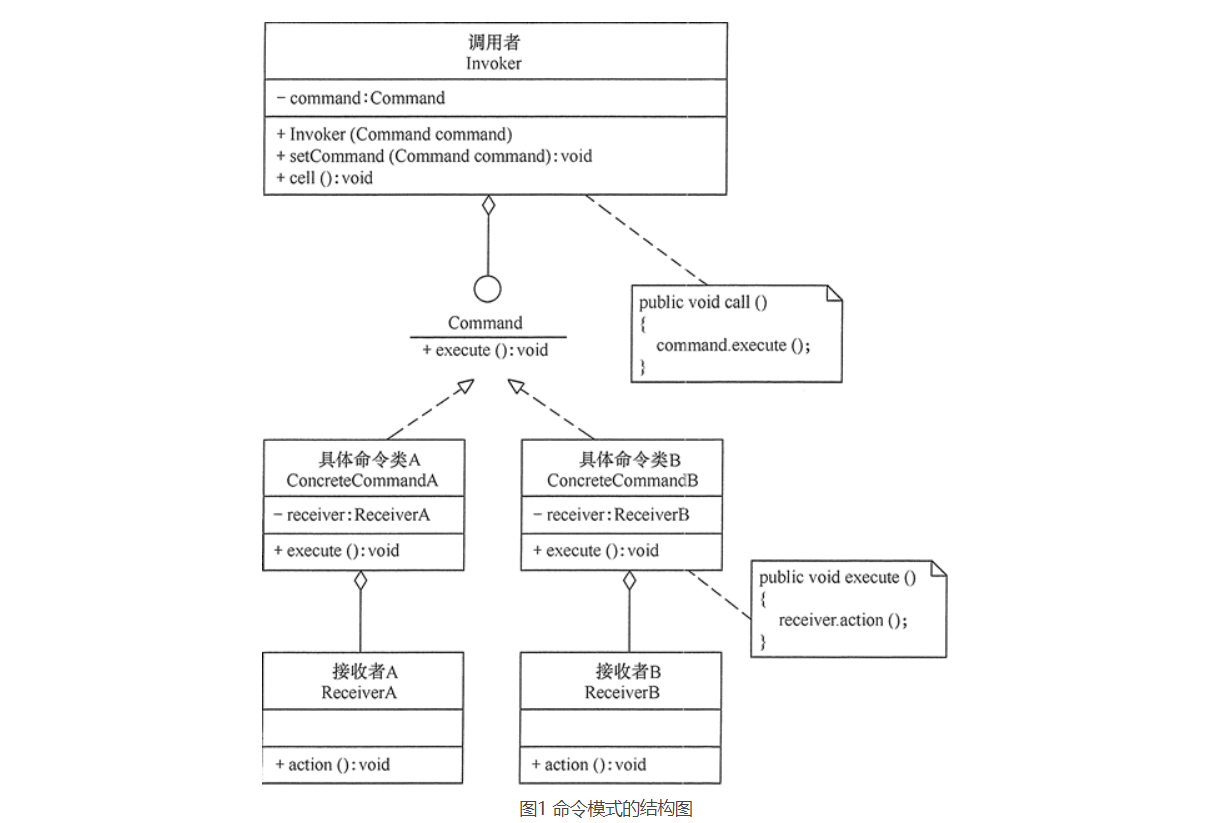 调用者
Invoker
- command:Command
+ Invoker (Command command)
+ setCommand (Command command):void
+ cell ():void
public void call ()
{
command.execute ();
}
Command
+ execute ():void
具体命令类A
ConcreteCommandA
- receiver:ReceiverA
+ execute ():void
具体命令类B
ConcreteCommandB
- receiver:ReceiverB
+ execute ():void
public void execute ()
{
receiver.action ();
}
接收者A
ReceiverA
+ action ():void
接收者B
ReceiverB
+ action ():void
图1 命令模式的结构图